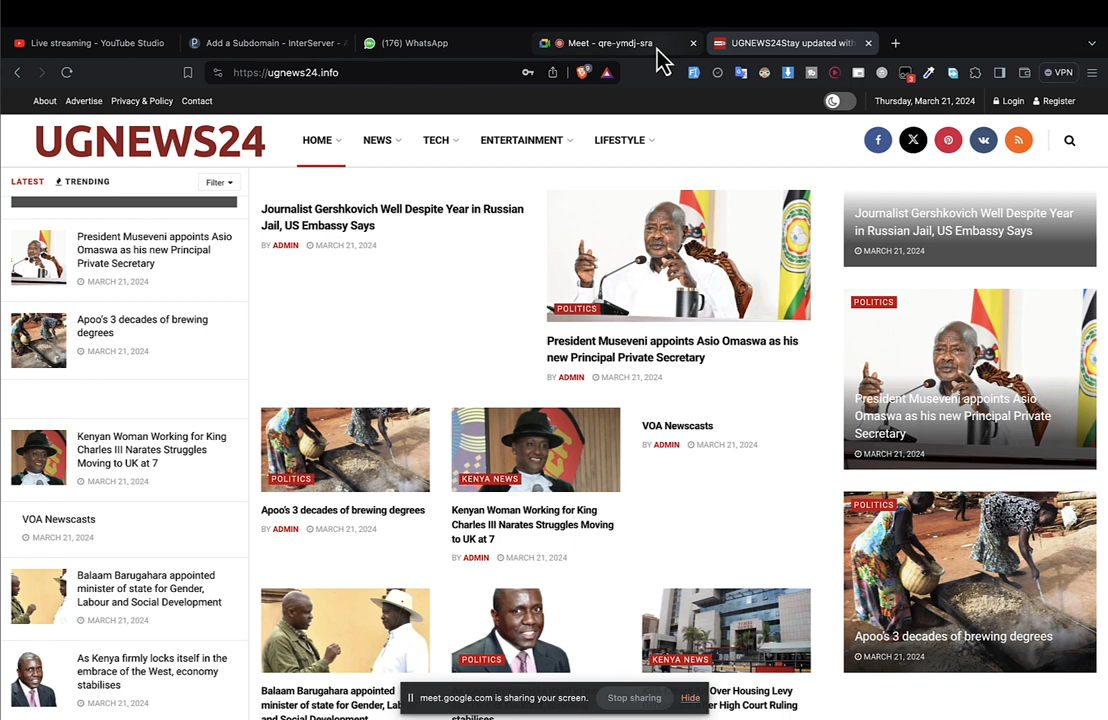 Live streaming - YouTube Studio
Add a Subdomain - InterServer -
(176) WhatsApp
Meet - qre-ymdj-sra
UGNEWS24Stay updated with
https://ugnews24.info
VPN
About
Advertise
Privacy & Policy
Contact
Thursday, March 21, 2024
Login
Register
UGNEWS24
HOME
NEWS
TECH
ENTERTAINMENT
LIFESTYLE
LATEST
TRENDING
Filter
President Museveni appoints Asio
Omaswa as his new Principal
Private Secretary
MARCH 21, 2024
Apoo's 3 decades of brewing
degrees
MARCH 21, 2024
Kenyan Woman Working for King
Charles III Narates Struggles
Moving to UK at 7
MARCH 21, 2024
VOA Newscasts
MARCH 21, 2024
Balaam Barugahara appointed
minister of state for Gender,
Labour and Social Development
MARCH 21, 2024
As Kenya firmly locks itself in the
embrace of the West, economy
stabilises
MARCH 21, 2024
Journalist Gershkovich Well Despite Year in Russian
Jail, US Embassy Says
BY ADMIN MARCH 21, 2024
POLITICS
President Museveni appoints Asio Omaswa as his
new Principal Private Secretary
BY ADMIN MARCH 21, 2024
POLITICS
Apoo's 3 decades of brewing degrees
BY ADMIN MARCH 21, 2024
KENYA NEWS
Kenyan Woman Working for King
Charles III Narates Struggles Moving
to UK at 7
BY ADMIN MARCH 21, 2024
VOA Newscasts
BY ADMIN MARCH 21, 2024
Balaam Barugahara appointed
minister of state for Gender, Lab
and Social Development
POLITICS
stabilises
KENYA NEWS
Over Housing Levy
er High Court Ruling
Journalist Gershkovich Well Despite Year
in Russian Jail, US Embassy Says
MARCH 21, 2024
POLITICS
President Museveni appoints Asio
Omaswa as his new Principal Private
Secretary
MARCH 21, 2024
POLITICS
Apoo's 3 decades of brewing degrees
MARCH 21, 2024
meet.google.com is sharing your screen.
Stop sharing
Hide